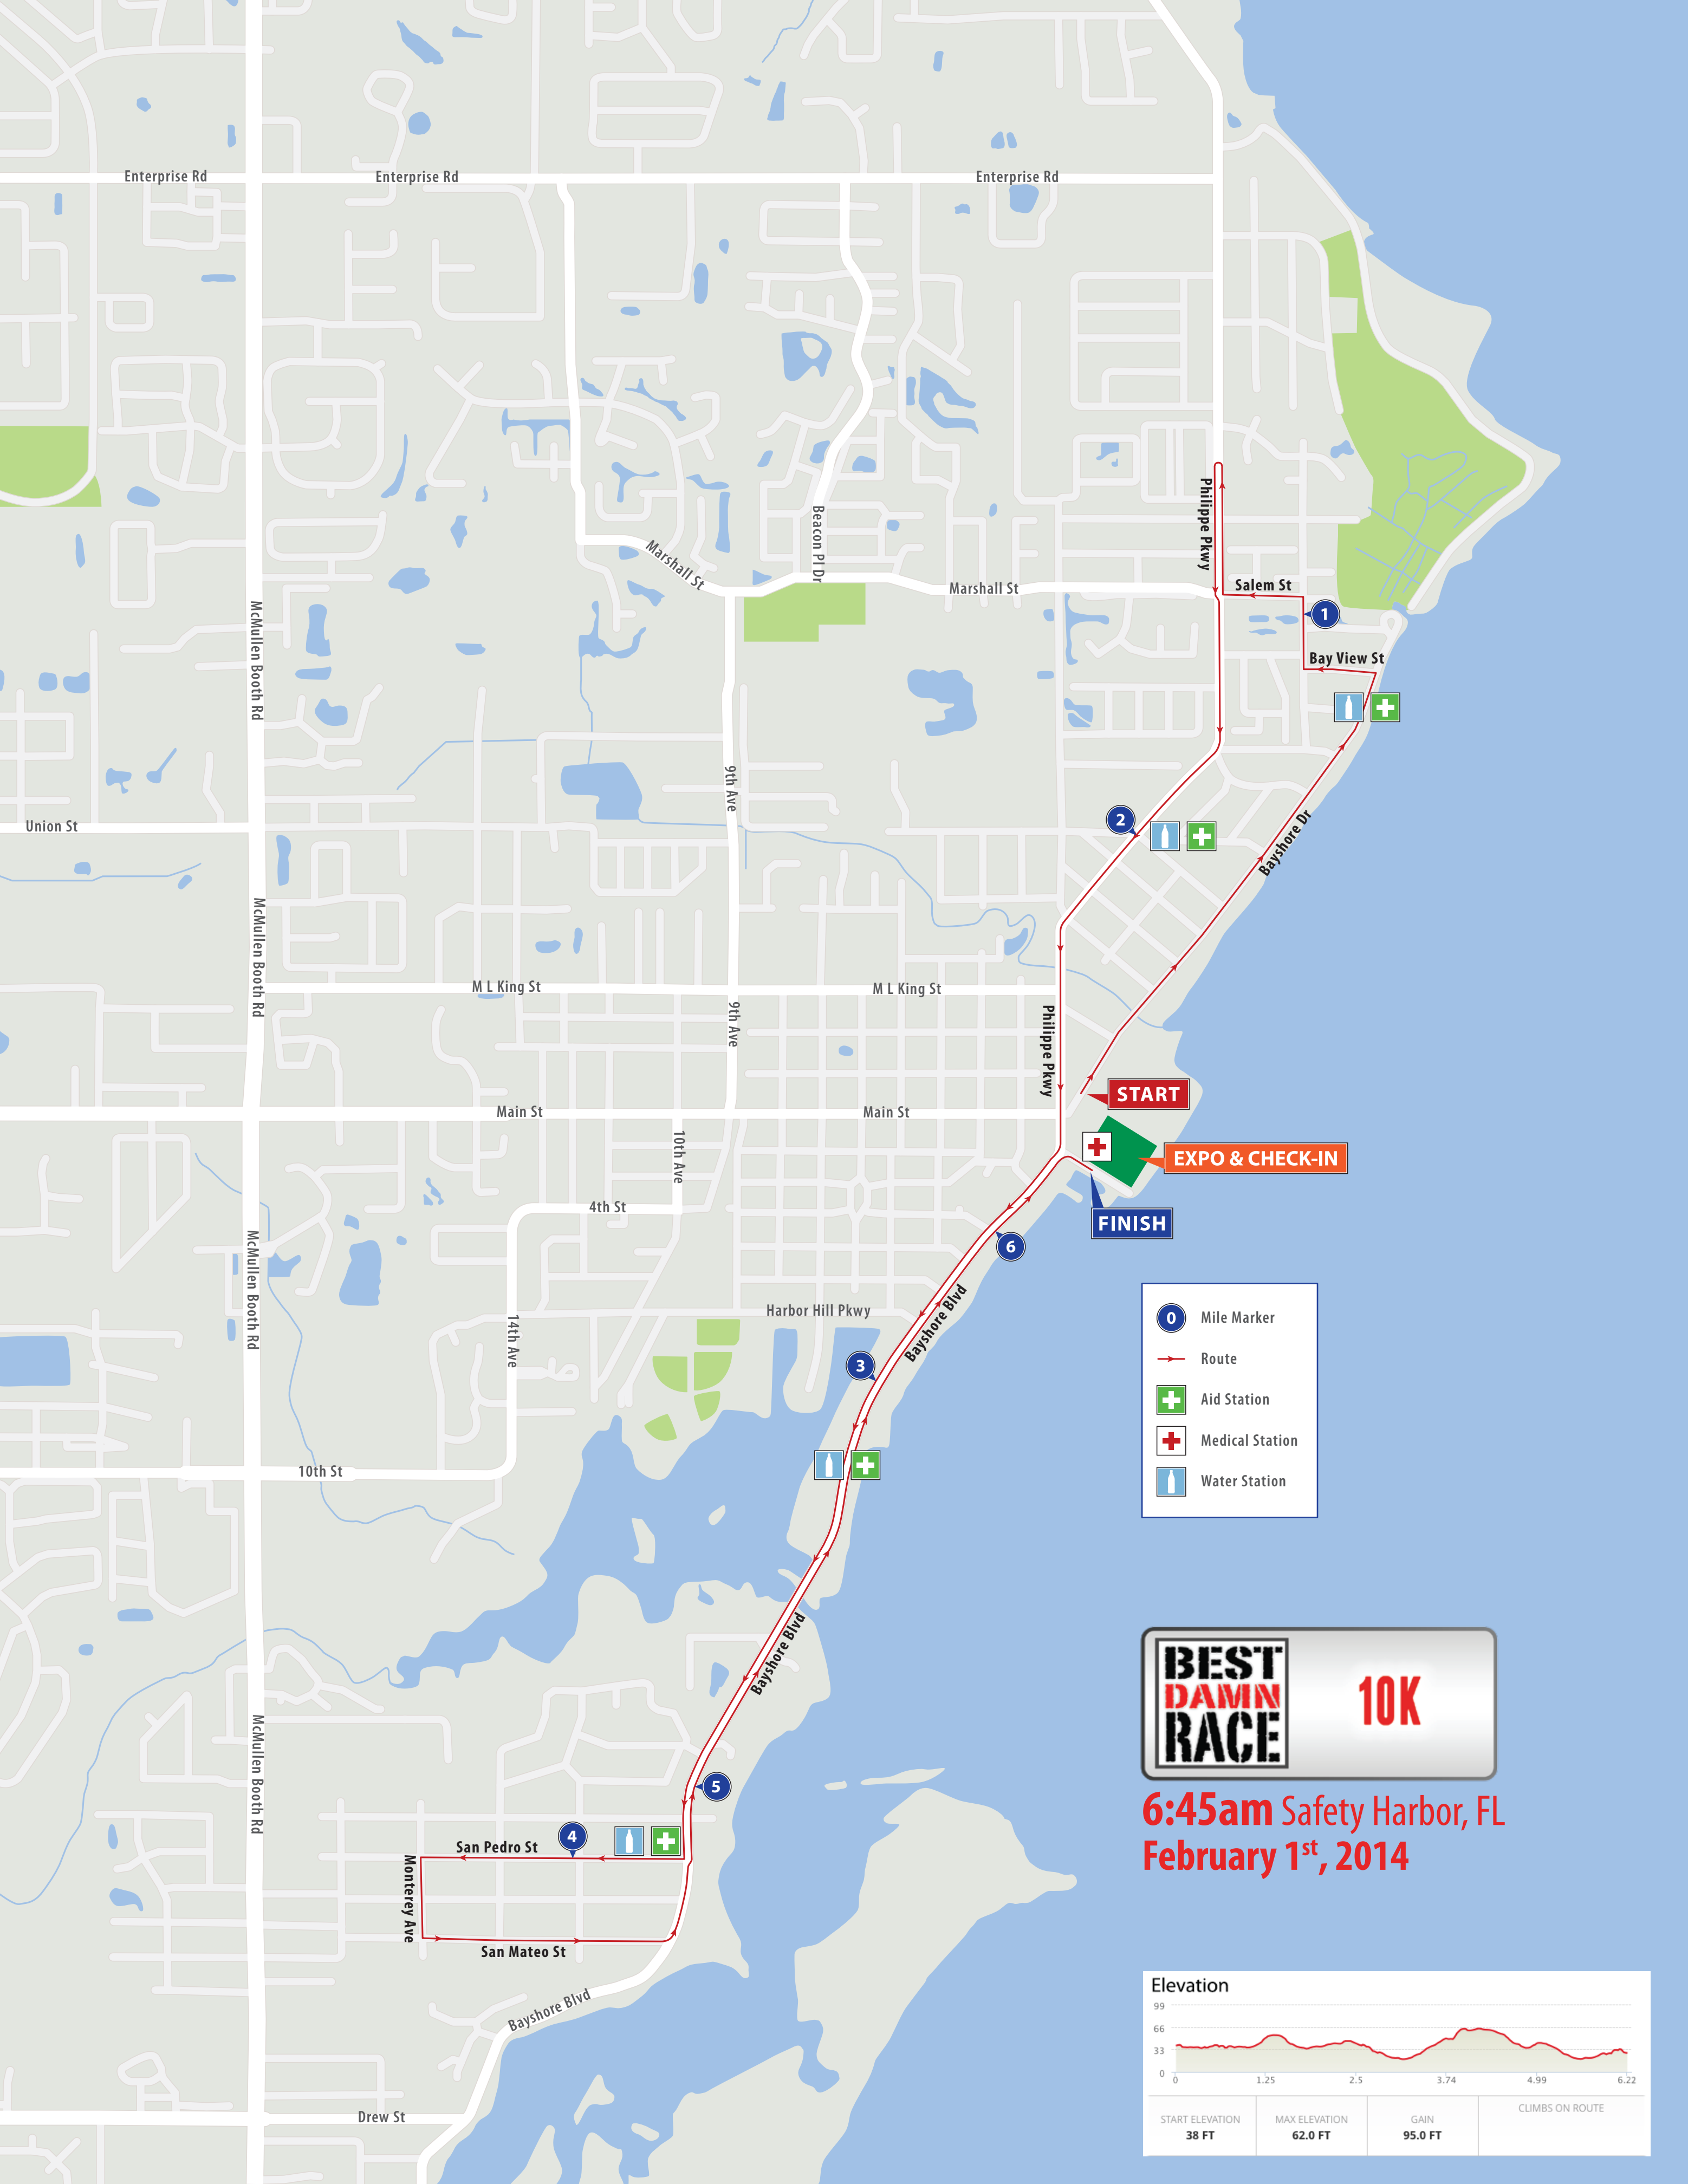 Enterprise Rd
Enterprise Rd
Enterprise Rd
Philippe Pkwy
Beacon Pl Dr
Marshall St
Marshall St
Salem St
1
McMullen Booth Rd
Bay View St
9th Ave
2
Union St
Bayshore Dr
McMullen Booth Rd
M L King St
M L King St
9th Ave
Philippe Pkwy
START
Main St
Main St
10th Ave
EXPO & CHECK-IN
4th St
FINISH
6
McMullen Booth Rd
Harbor Hill Pkwy
Bayshore Blvd
14th Ave
3
0 Mile Marker
Route
Aid Station
Medical Station
Water Station
10th St
Bayshore Blvd
McMullen Booth Rd
5
4
San Pedro St
Monterey Ave
San Mateo St
Bayshore Blvd
Drew St
BEST
DAMN
RACE
10K
6:45am Safety Harbor, FL
February 1st, 2014
Elevation
99
66
33
0
0 1.25 2.5 3.74 4.99 6.22
START ELEVATION MAX ELEVATION GAIN CLIMBS ON ROUTE
38 FT 62.0 FT 95.0 FT